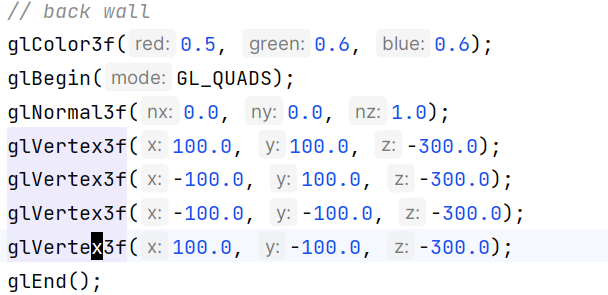 // back wall
glColor3f( red: 0.5, green: 0.6, blue: 0.6);
glBegin( mode: GL_QUADS);
glNormal3f( nx: 0.0, ny: 0.0, nz: 1.0);
glVertex3f( x: 100.0, y: 100.0, z: -300.0);
glVertex3f( x: -100.0, y: 100.0, z: -300.0);
glVertex3f( x: -100.0, y: -100.0, z: -300.0);
glVertex3f( x: 100.0, y: -100.0, z: -300.0);
glEnd();